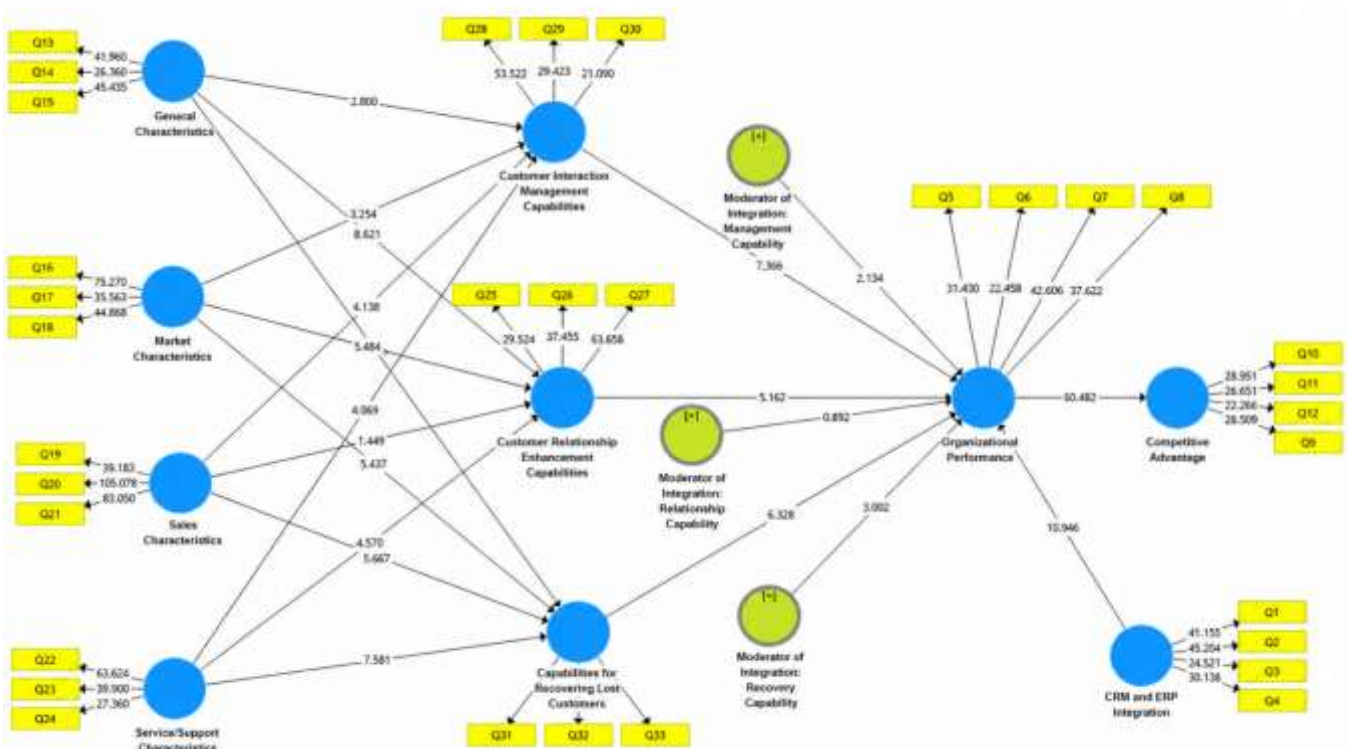 Q13
Q14
Q15
41.960
26.360
45.435
General
Characteristics
Q28
Q29
Q30
53.522
29.423
21.090
Customer Interaction
Management
Capabilities
2.800
3.254
8.621
[+]
Moderator of
Integration:
Management
Capability
7.366
2.134
Q5
Q6
Q7
Q8
31.430
22.458
42.606
37.622
Q16
Q17
Q18
75.270
35.563
44.868
Market
Characteristics
4.138
5.484
Q25
Q26
Q27
29.524
37.455
63.658
Customer Relationship
Enhancement
Capabilities
5.162
0.892
[+]
Moderator of
Integration:
Relationship
Capability
Organizational
Performance
Competitive
Advantage
Q10
Q11
Q12
Q9
28.951
26.651
22.266
Q19
Q20
Q21
39.183
105.078
83.050
Sales
Characteristics
4.069
1.449
5.437
4.570
5.667
6.328
3.002
10.946
Q22
Q23
Q24
63.624
39.900
27.360
Service/Support
Characteristics
7.581
Capabilities for
Recovering Lost
Customers
Q31
Q32
Q33
Moderator of
Integration:
Recovery
Capability
CRM and ERP
Integration
Q1
Q2
Q3
Q4
41.155
45.204
24.521
30.138